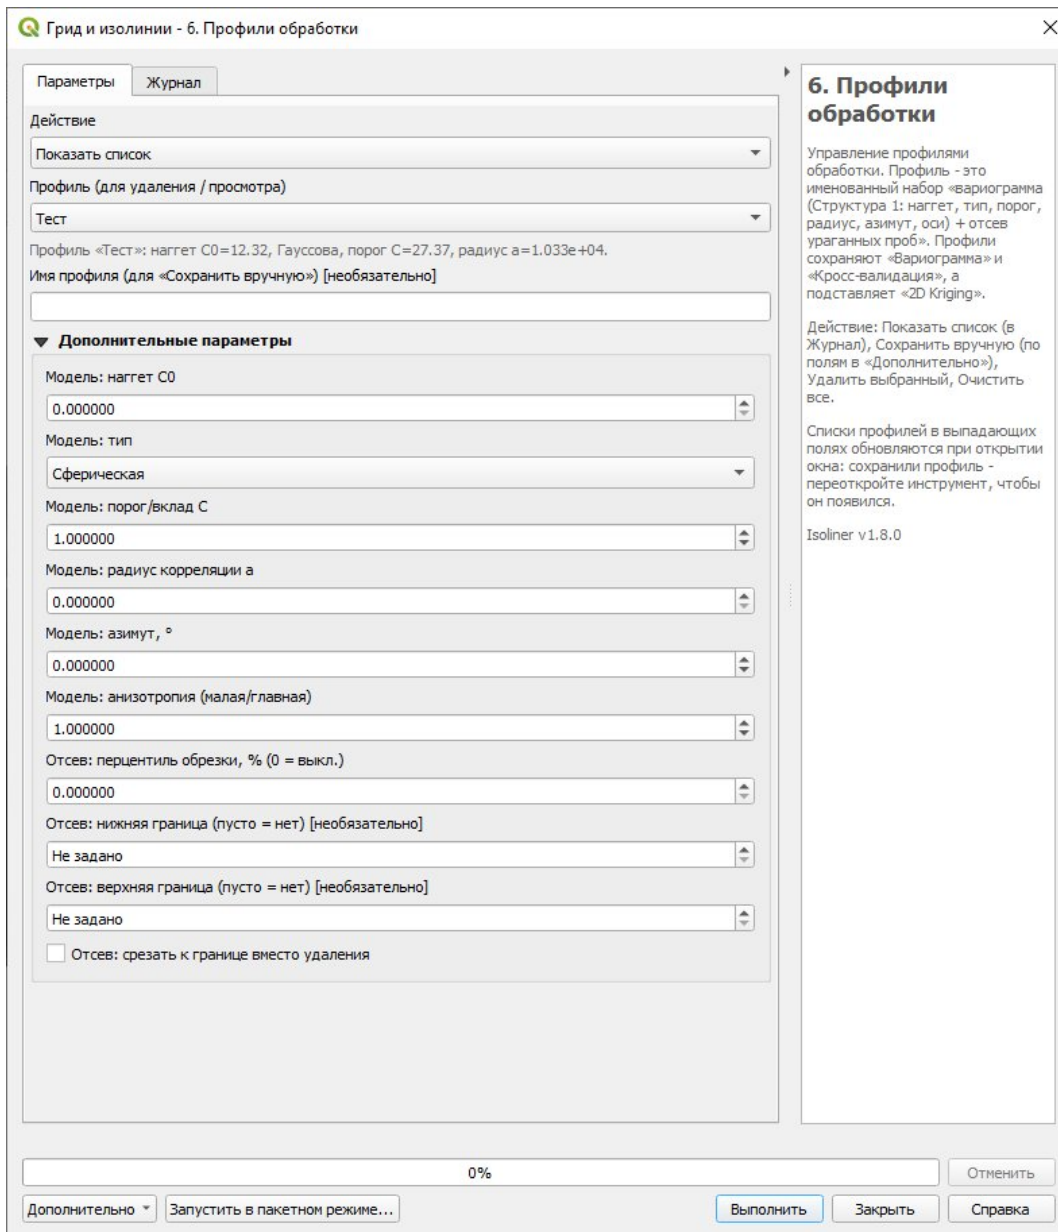 Грид и изолинии - 6. Профили обработки
Параметры
Журнал
Действие
Показать список
Профиль (для удаления / просмотра)
Тест
Профиль «Тест»: наггет C0=12.32, Гауссова, порог C=27.37, радиус a=1.033e+04.
Имя профиля (для «Сохранить вручную») [необязательно]
Дополнительные параметры
Модель: наггет C0
0.000000
Модель: тип
Сферическая
Модель: порог/вклад C
1.000000
Модель: радиус корреляции a
0.000000
Модель: азимут, °
0.000000
Модель: анизотропия (малая/главная)
1.000000
Отсев: перцентиль обрезки, % (0 = выкл.)
0.000000
Отсев: нижняя граница (пусто = нет) [необязательно]
Не задано
Отсев: верхняя граница (пусто = нет) [необязательно]
Не задано
Отсев: срезать к границе вместо удаления
6. Профили
обработки
Управление профилями
обработки. Профиль - это
именованный набор «вариограмма
(Структура 1: наггет, тип, порог,
радиус, азимут, оси) + отсев
ураганных проб». Профили
сохраняют «Вариограмма» и
«Кросс-валидация», а
подставляет «2D Kriging».
Действие: Показать список (в
Журнал), Сохранить вручную (по
полям в «Дополнительно»),
Удалить выбранный, Очистить
все.
Списки профилей в выпадающих
полях обновляются при открытии
окна: сохранили профиль -
переоткройте инструмент, чтобы
он появился.
Isoliner v1.8.0
0%
Отменить
Дополнительно
Запустить в пакетном режиме...
Выполнить
Закрыть
Справка